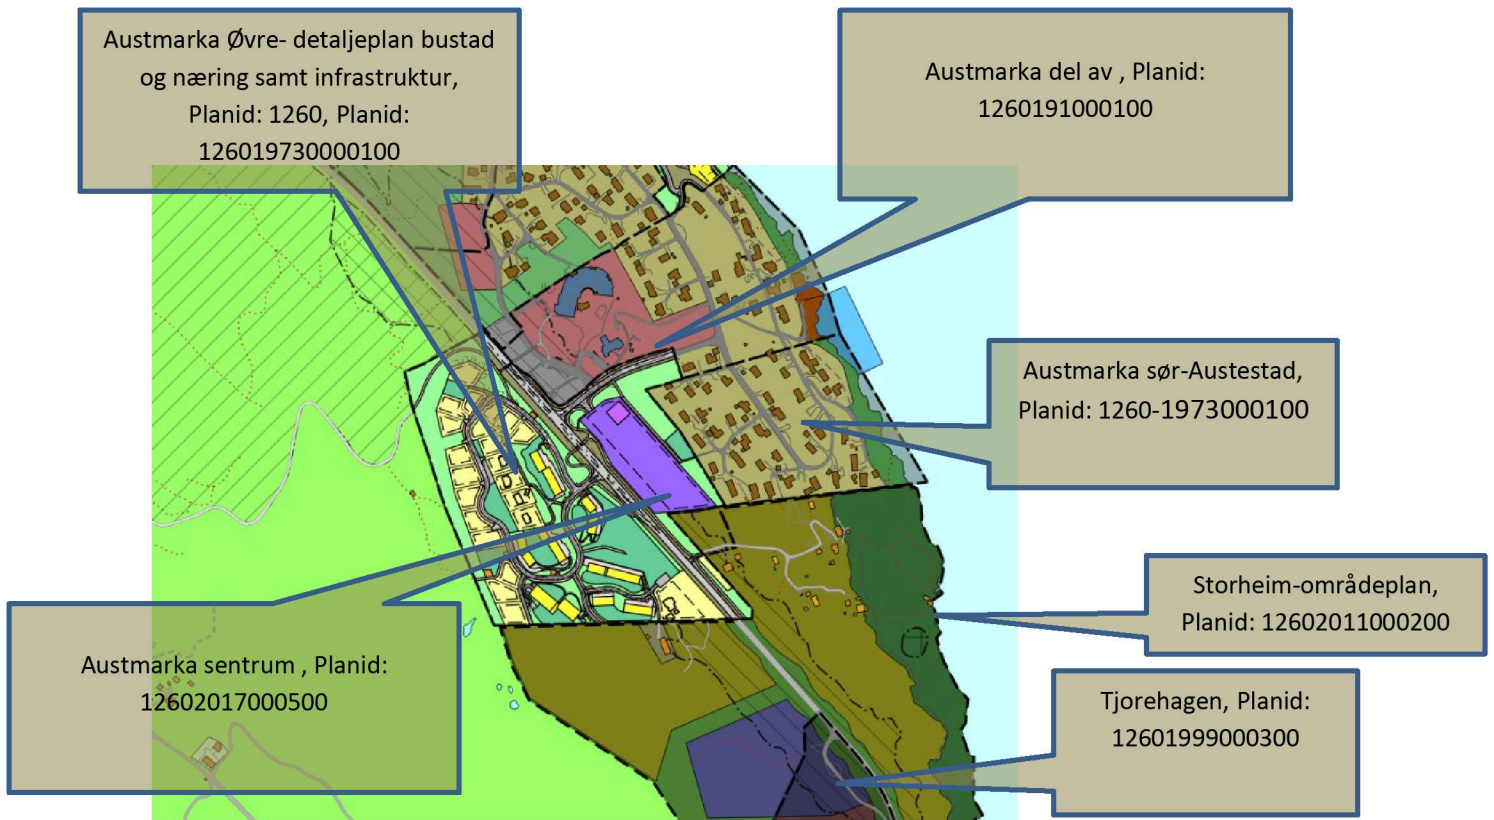 Austmarka Øvre- detaljeplan bustad
og næring samt infrastruktur,
Planid: 1260, Planid:
126019730000100
Austmarka del av , Planid:
1260191000100
Austmarka sør-Austestad,
Planid: 1260-1973000100
Storheim-områdeplan,
Planid: 12602011000200
Austmarka sentrum , Planid:
12602017000500
Tjorehagen, Planid:
12601999000300